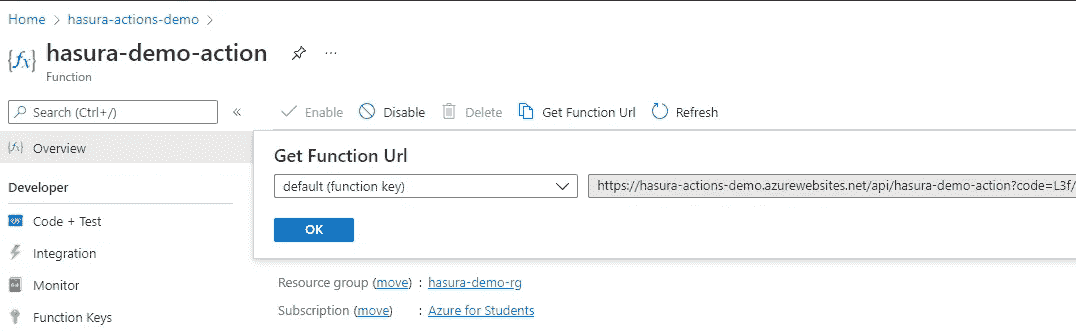 Home > hasura-actions-demo >
{fx} hasura-demo-action ...
Function
Search (Ctrl+/) «
Enable Disable Delete Get Function Url Refresh
{fx} Overview
Get Function Url
default (function key) https://hasura-actions-demo.azurewebsites.net/api/hasura-demo-action?code=L3f/
OK
Developer
Code + Test
Integration
Monitor
Function Keys
Resource group (move) : hasura-demo-rg
Subscription (move) : Azure for Students